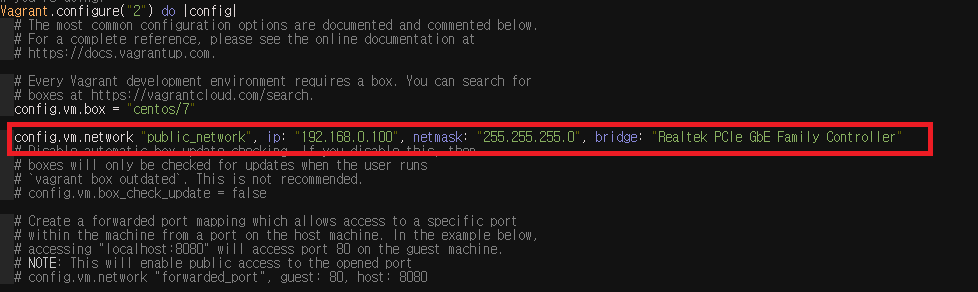 Vagrant.configure("2") do |config|
# The most common configuration options are documented and commented below.
# For a complete reference, please see the online documentation at
# https://docs.vagrantup.com.
# Every Vagrant development environment requires a box. You can search for
# boxes at https://vagrantcloud.com/search.
config.vm.box = "centos/7"
config.vm.network "public_network", ip: "192.168.0.100", netmask: "255.255.255.0", bridge: "Realtek PCIe GbE Family Controller"
# Disable automatic box update checking. If you disable this, then
# boxes will only be checked for updates when the user runs
# `vagrant box outdated`. This is not recommended.
# config.vm.box_check_update = false
# Create a forwarded port mapping which allows access to a specific port
# within the machine from a port on the host machine. In the example below,
# accessing "localhost:8080" will access port 80 on the guest machine.
# NOTE: This will enable public access to the opened port
# config.vm.network "forwarded_port", guest: 80, host: 8080